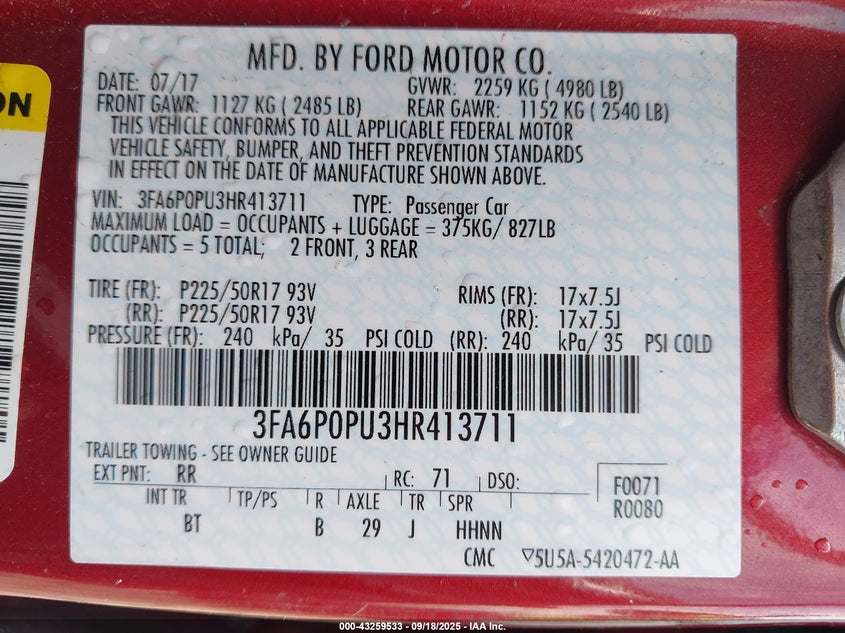 ON
MFD. BY FORD MOTOR CO.
DATE: 07/17 GVWR: 2259 KG ( 4980 LB)
FRONT GAWR: 1127 KG ( 2485 LB) REAR GAWR: 1152 KG ( 2540 LB)
THIS VEHICLE CONFORMS TO ALL APPLICABLE FEDERAL MOTOR
VEHICLE SAFETY, BUMPER, AND THEFT PREVENTION STANDARDS
IN EFFECT ON THE DATE OF MANUFACTURE SHOWN ABOVE.
VIN: 3FA6P0PU3HR413711 TYPE: Passenger Car
MAXIMUM LOAD = OCCUPANTS + LUGGAGE = 375KG/ 827LB
OCCUPANTS = 5 TOTAL; 2 FRONT, 3 REAR
TIRE (FR): P225/50R17 93V RIMS (FR): 17x7.5J
(RR): P225/50R17 93V (RR): 17x7.5J
PRESSURE (FR): 240 kPa/ 35 PSI COLD (RR): 240 kPa/ 35 PSI COLD
3FA6P0PU3HR413711
TRAILER TOWING - SEE OWNER GUIDE
EXT PNT: RR RC: 71 DSO: F0071
INT TR TP/PS R AXLE TR SPR R0080
BT B 29 J HHNN
CMC ▽5U5A-5420472-AA
000-43259533 - 09/18/2025 - IAA Inc.